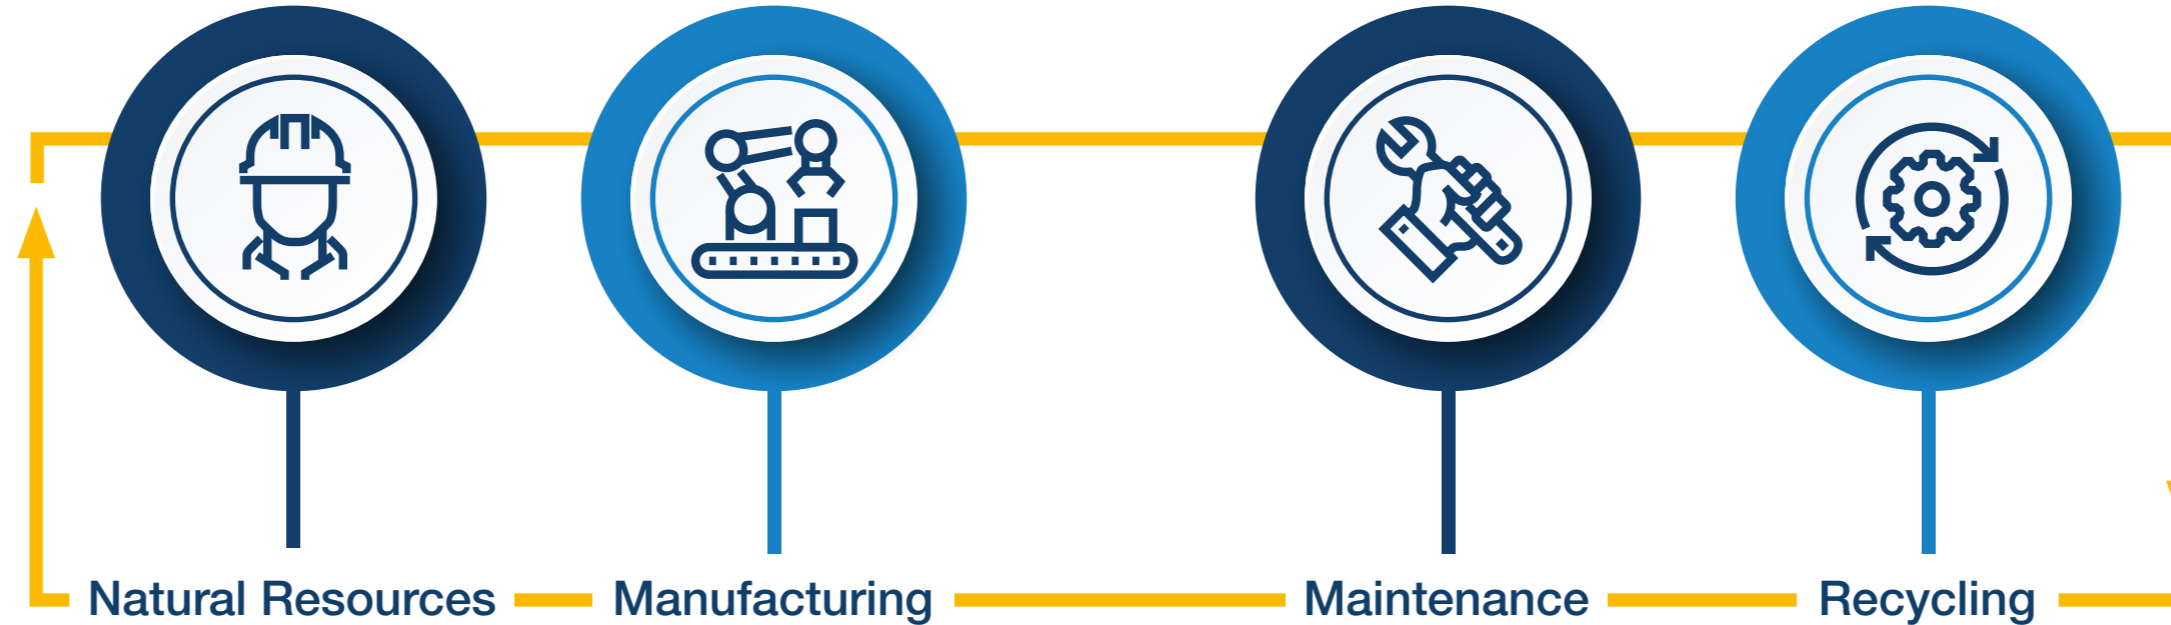 Natural Resources
Manufacturing
Maintenance
Recycling